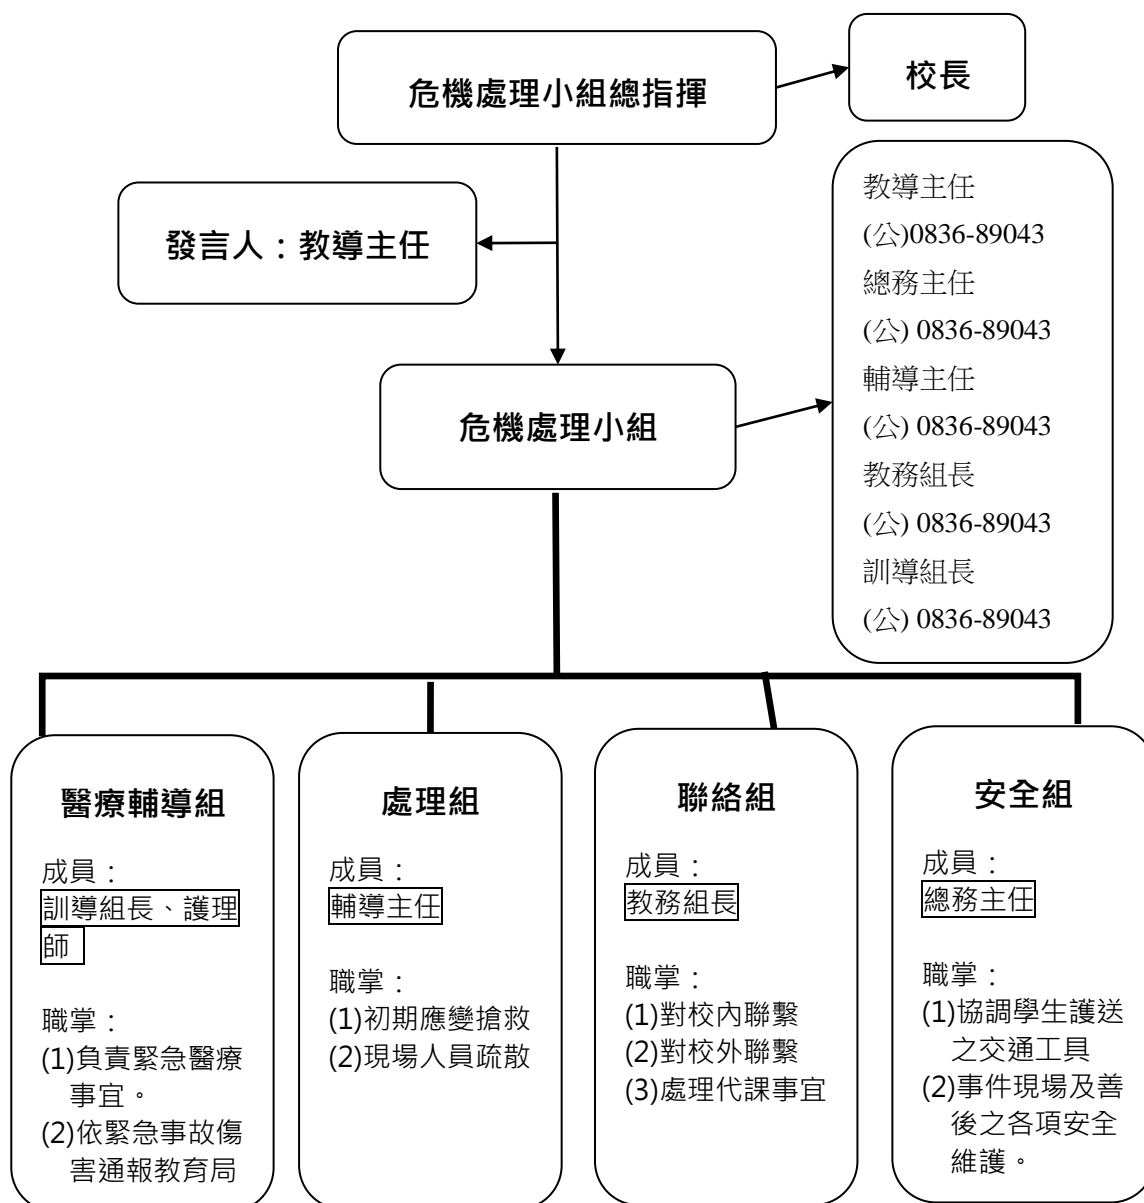 危機處理小組總指揮
校長
發言人：教導主任
教導主任
(公)0836-89043
總務主任
(公) 0836-89043
輔導主任
(公) 0836-89043
教務組長
(公) 0836-89043
訓導組長
(公) 0836-89043
危機處理小組
醫療輔導組
成員：
訓導組長、護理
師
職掌：
(1)負責緊急醫療
事宜。
(2)依緊急事故傷
害通報教育局
處理組
成員：
輔導主任
職掌：
(1)初期應變搶救
(2)現場人員疏散
聯絡組
成員：
教務組長
職掌：
(1)對校內聯繫
(2)對校外聯繫
(3)處理代課事宜
安全組
成員：
總務主任
職掌：
(1)協調學生護送
之交通工具
(2)事件現場及善
後之各項安全
維護。